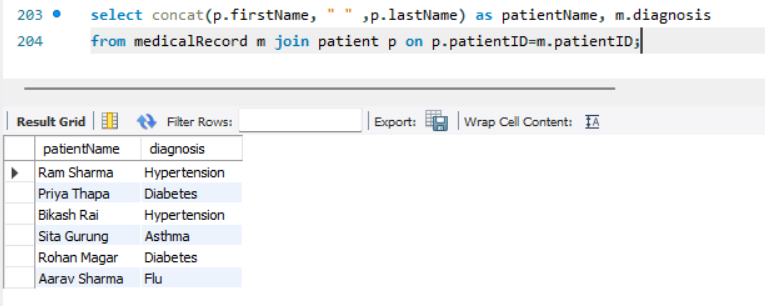 203 select concat(p.firstName, " " ,p.lastName) as patientName, m.diagnosis
204 from medicalRecord m join patient p on p.patientID=m.patientID;
Result Grid Filter Rows: Export: Wrap Cell Content: IA
patientName diagnosis
Ram Sharma Hypertension
Priya Thapa Diabetes
Bikash Rai Hypertension
Sita Gurung Asthma
Rohan Magar Diabetes
Aarav Sharma Flu